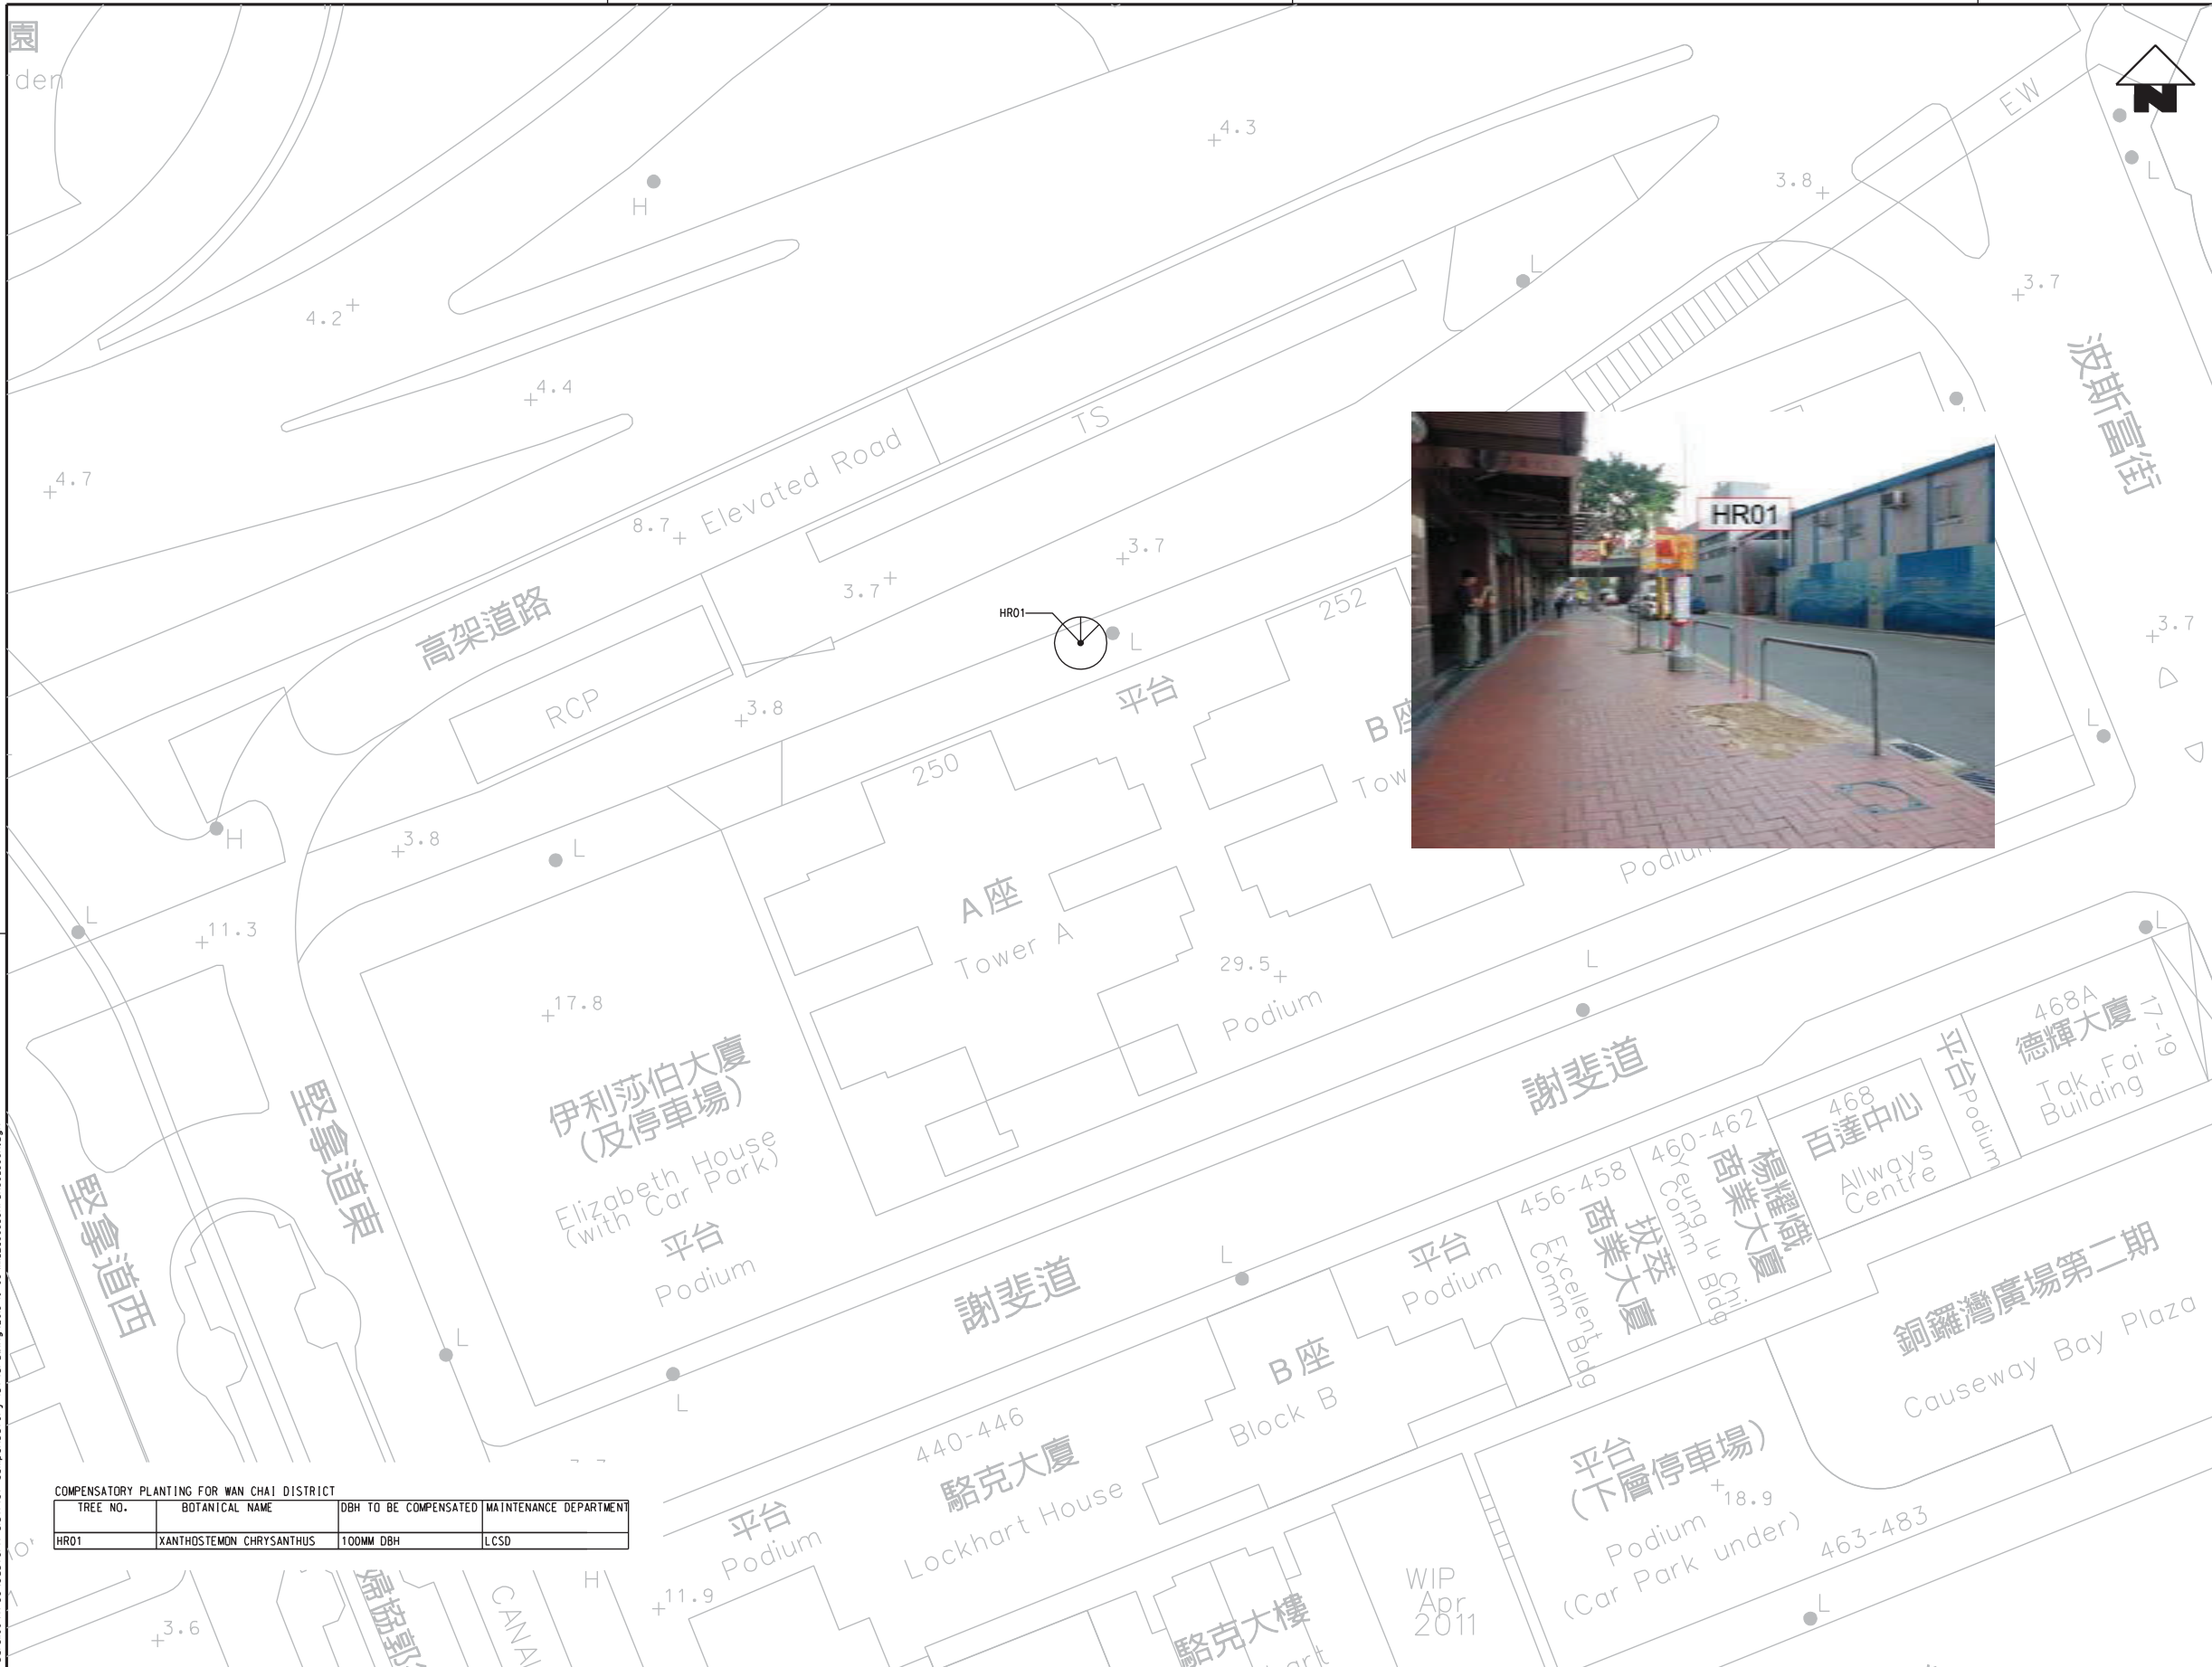 園
den
N
EW
4.3
L
H
3.8
L
3.7
4.2
波斯富街
4.4
TS
4.7
Elevated Road
8.7
HR01
3.7
3.7
252
高架道路
HR01
L
3.7
平台
RCP
3.8
B座
L
250
Tow
H
3.8
L
Podiu
A座
L
L
11.3
Tower A
29.5
L
17.8
Podium
468A
德輝大廈
17-19
平台
Podium
Tak Fai
Building
伊利莎伯大廈
(及停車場)
謝斐道
468
百達中心
堅拿道東
460-462
楊耀熾
商業大廈
Allways
Centre
Elizabeth House
(with Car Park)
456-458
拔萃
商業大廈
Yeung Iu Chi
Comm Bldg
堅拿道西
平台
Podium
L
平台
Podium
Excellent
Comm Bldg
銅鑼灣廣場第二期
謝斐道
Causeway Bay Plaza
L
B座
Block B
L
440-446
平台
(下層停車場)
駱克大廈
Lockhart House
18.9
Podium
(Car Park under)
463-483
COMPENSATORY PLANTING FOR WAN CHAI DISTRICT
TREE NO. BOTANICAL NAME DBH TO BE COMPENSATED MAINTENANCE DEPARTMENT
HR01 XANTHOSTEMON CHRYSANTHUS 100MM DBH LCSD
平台
Podium
H
WIP
Apr
2011
11.9
L
3.6
CANAL
駱克大樓